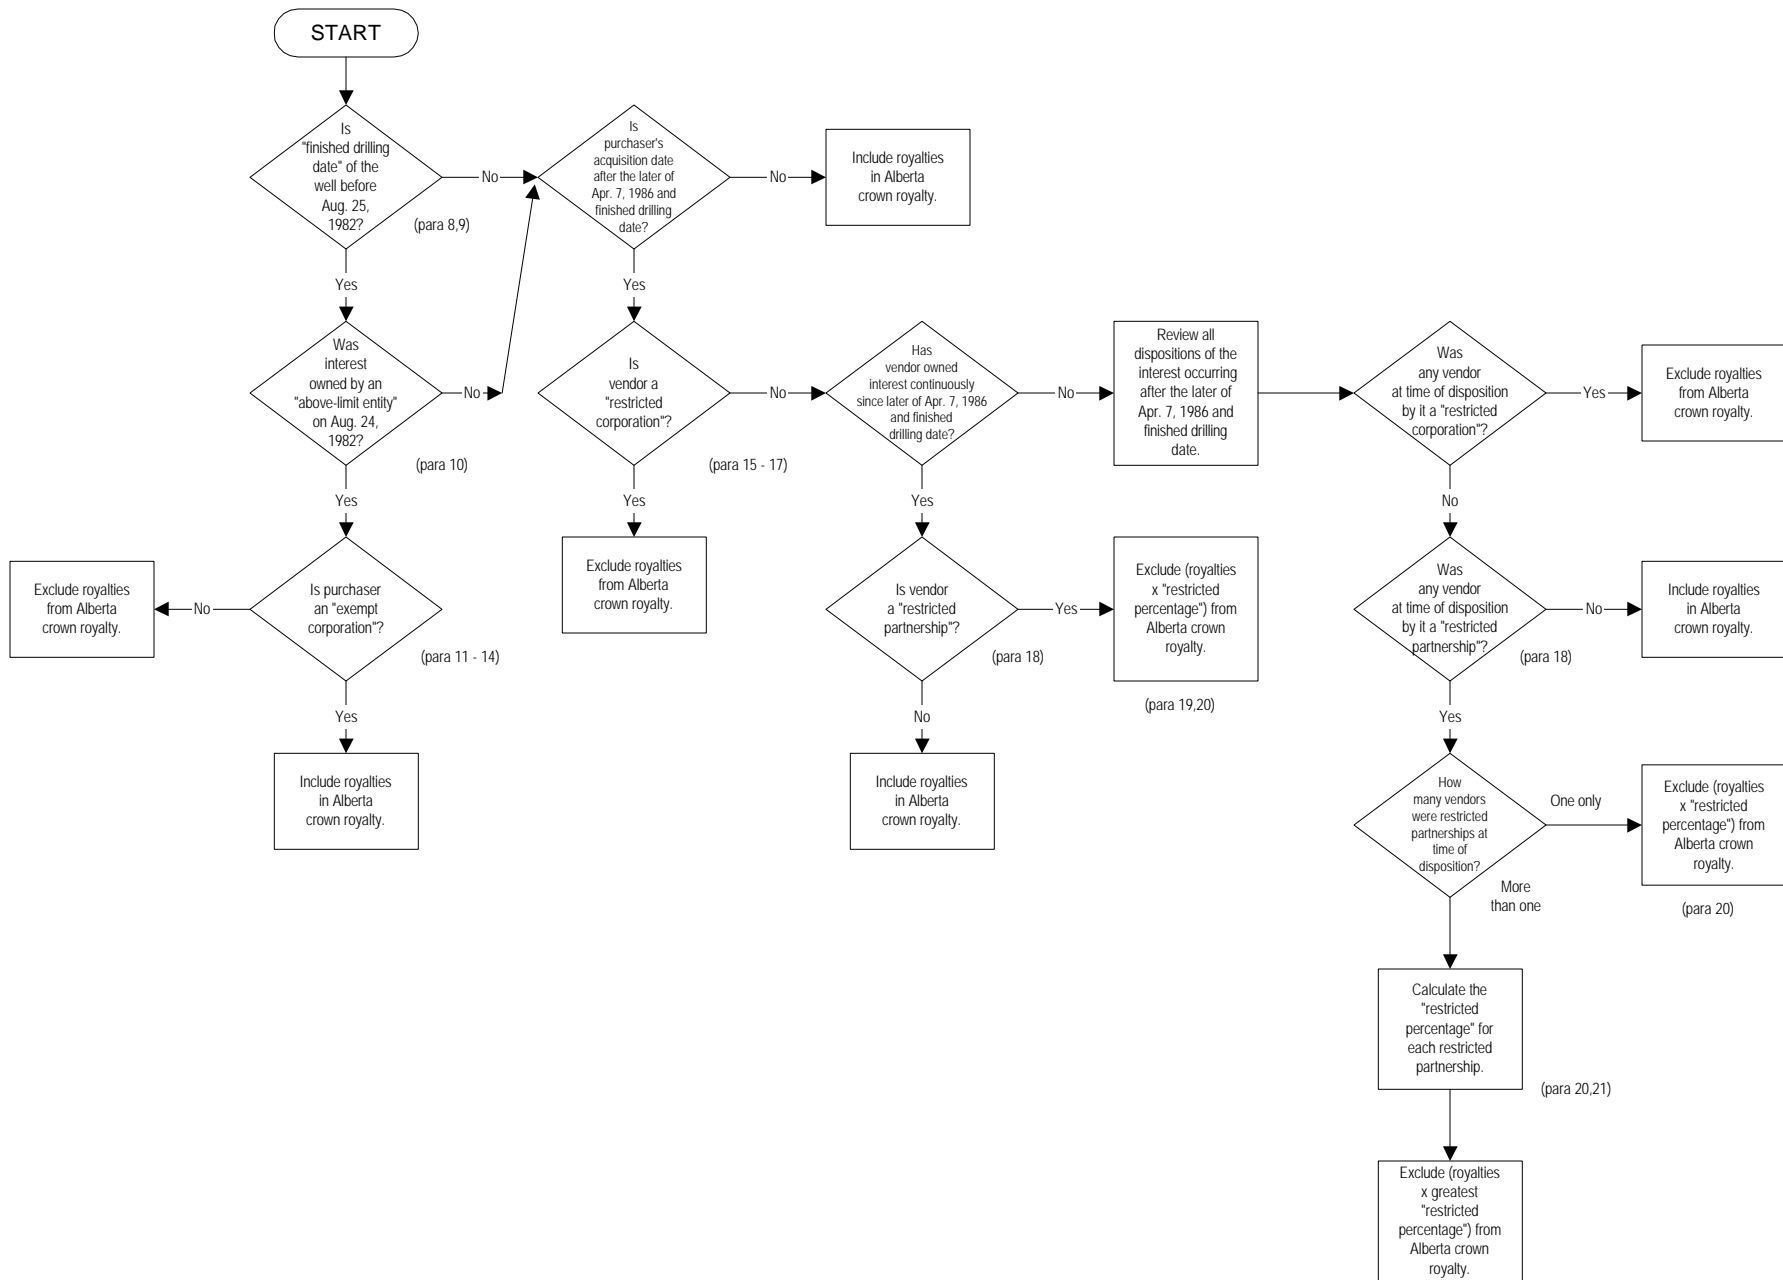 START
Is
"finished drilling
date" of the
well before
Aug. 25,
1982?
No
(para 8,9)
Yes
Is
purchaser's
acquisition date
after the later of
Apr. 7, 1986 and
finished drilling
date?
No
Include royalties
in Alberta
crown royalty.
Yes
Was
interest
owned by an
"above-limit entity"
on Aug. 24,
1982?
No
(para 10)
Yes
Is
vendor a
"restricted
corporation"?
No
(para 15 - 17)
Yes
Has
vendor owned
interest continuously
since later of Apr. 7, 1986
and finished
drilling date?
No
Yes
Review all
dispositions of the
interest occurring
after the later of
Apr. 7, 1986 and
finished drilling
date.
Was
any vendor
at time of disposition
by it a "restricted
corporation"?
Yes
Exclude royalties
from Alberta
crown royalty.
No
Exclude royalties
from Alberta
crown royalty.
No
Is purchaser
an "exempt
corporation"?
(para 11 - 14)
Yes
Include royalties
in Alberta
crown royalty.
Exclude royalties
from Alberta
crown royalty.
Is vendor
a "restricted
partnership"?
Yes
(para 18)
Exclude (royalties
x "restricted
percentage") from
Alberta crown
royalty.
(para 19,20)
No
Include royalties
in Alberta
crown royalty.
Was
any vendor
at time of disposition
by it a "restricted
partnership"?
No
(para 18)
Include royalties
in Alberta
crown royalty.
Yes
How
many vendors
were restricted
partnerships at
time of
disposition?
One only
Exclude (royalties
x "restricted
percentage") from
Alberta crown
royalty.
(para 20)
More
than one
Calculate the
"restricted
percentage" for
each restricted
partnership.
(para 20,21)
Exclude (royalties
x greatest
"restricted
percentage") from
Alberta crown
royalty.